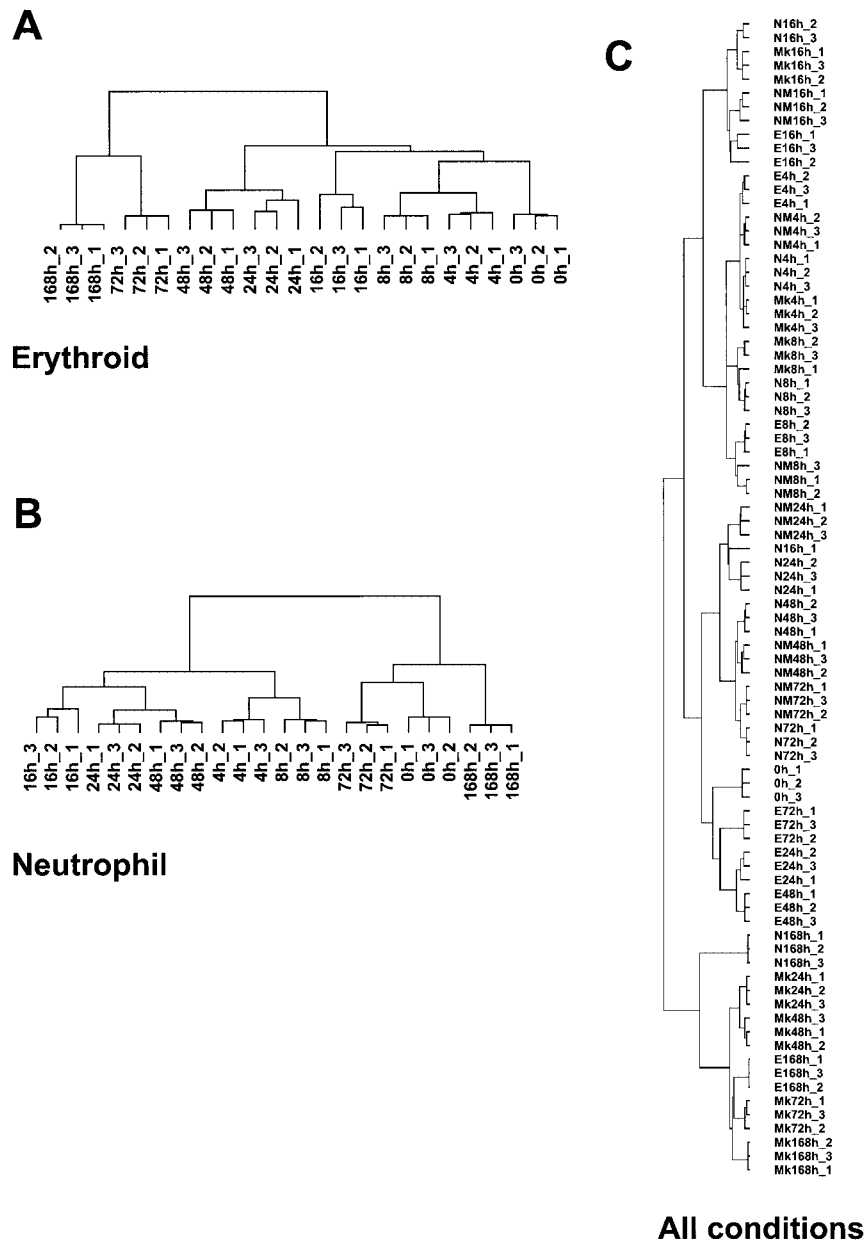 A
168h_2
168h_3
168h_1
72h_3
72h_2
72h_1
48h_3
48h_2
48h_1
24h_3
24h_2
24h_1
16h_2
16h_3
16h_1
8h_3
8h_2
8h_1
4h_3
4h_2
4h_1
0h_3
0h_2
0h_1
Erythroid
B
16h_3
16h_2
16h_1
24h_1
24h_3
24h_2
48h_1
48h_3
48h_2
4h_2
4h_1
4h_3
8h_2
8h_3
8h_1
72h_3
72h_2
72h_1
0h_1
0h_3
0h_2
168h_2
168h_3
168h_1
Neutrophil
C
N16h_2
N16h_3
Mk16h_1
Mk16h_3
Mk16h_2
NM16h_1
NM16h_2
NM16h_3
E16h_1
E16h_3
E16h_2
E4h_2
E4h_3
E4h_1
NM4h_2
NM4h_3
NM4h_1
N4h_1
N4h_2
N4h_3
Mk4h_1
Mk4h_2
Mk4h_3
Mk8h_2
Mk8h_3
Mk8h_1
N8h_1
N8h_2
N8h_3
E8h_2
E8h_3
E8h_1
NM8h_3
NM8h_1
NM8h_2
NM24h_1
NM24h_2
NM24h_3
N16h_1
N24h_2
N24h_3
N24h_1
N48h_2
N48h_3
N48h_1
NM48h_1
NM48h_3
NM48h_2
NM72h_1
NM72h_3
NM72h_2
N72h_1
N72h_2
N72h_3
0h_1
0h_2
0h_3
E72h_1
E72h_3
E72h_2
E24h_2
E24h_3
E24h_1
E48h_1
E48h_2
E48h_3
N168h_1
N168h_2
N168h_3
Mk24h_1
Mk24h_2
Mk24h_3
Mk48h_3
Mk48h_1
Mk48h_2
E168h_1
E168h_3
E168h_2
Mk72h_1
Mk72h_3
Mk72h_2
Mk168h_2
Mk168h_3
Mk168h_1
All conditions